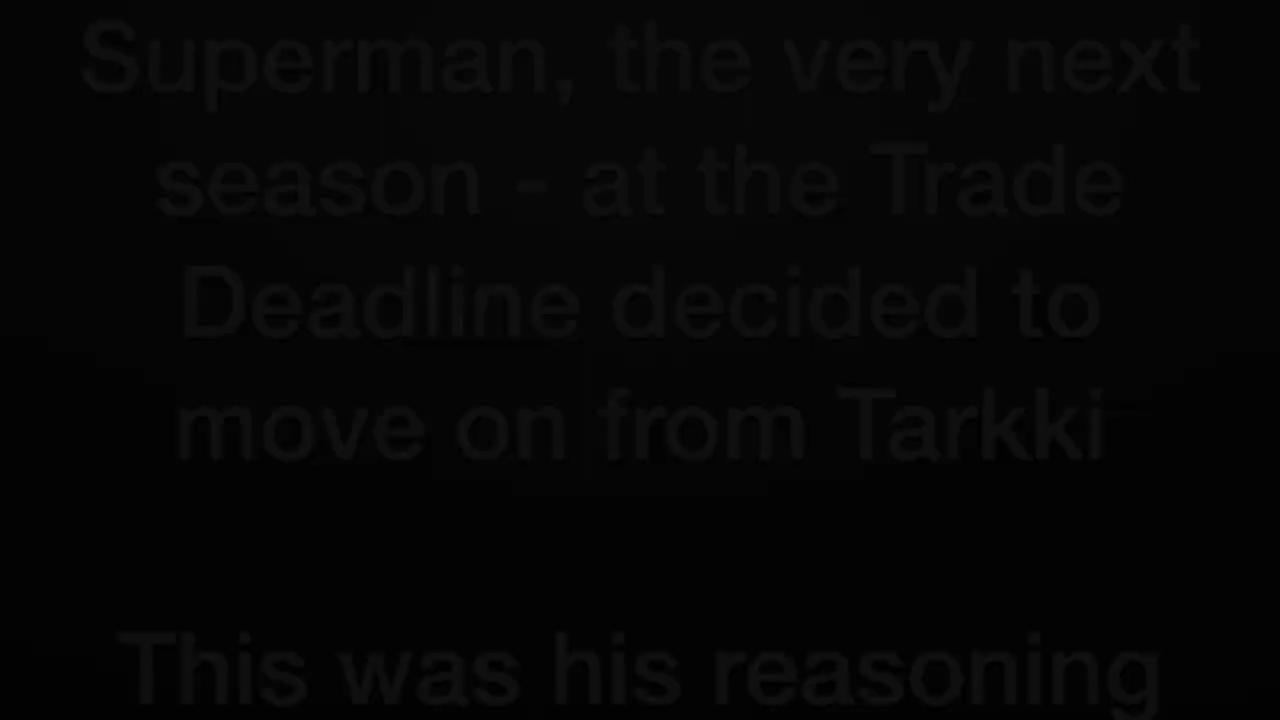 Superman, the very next
season - at the Trade
Deadline decided to
move on from Tarkki
This was his reasoning